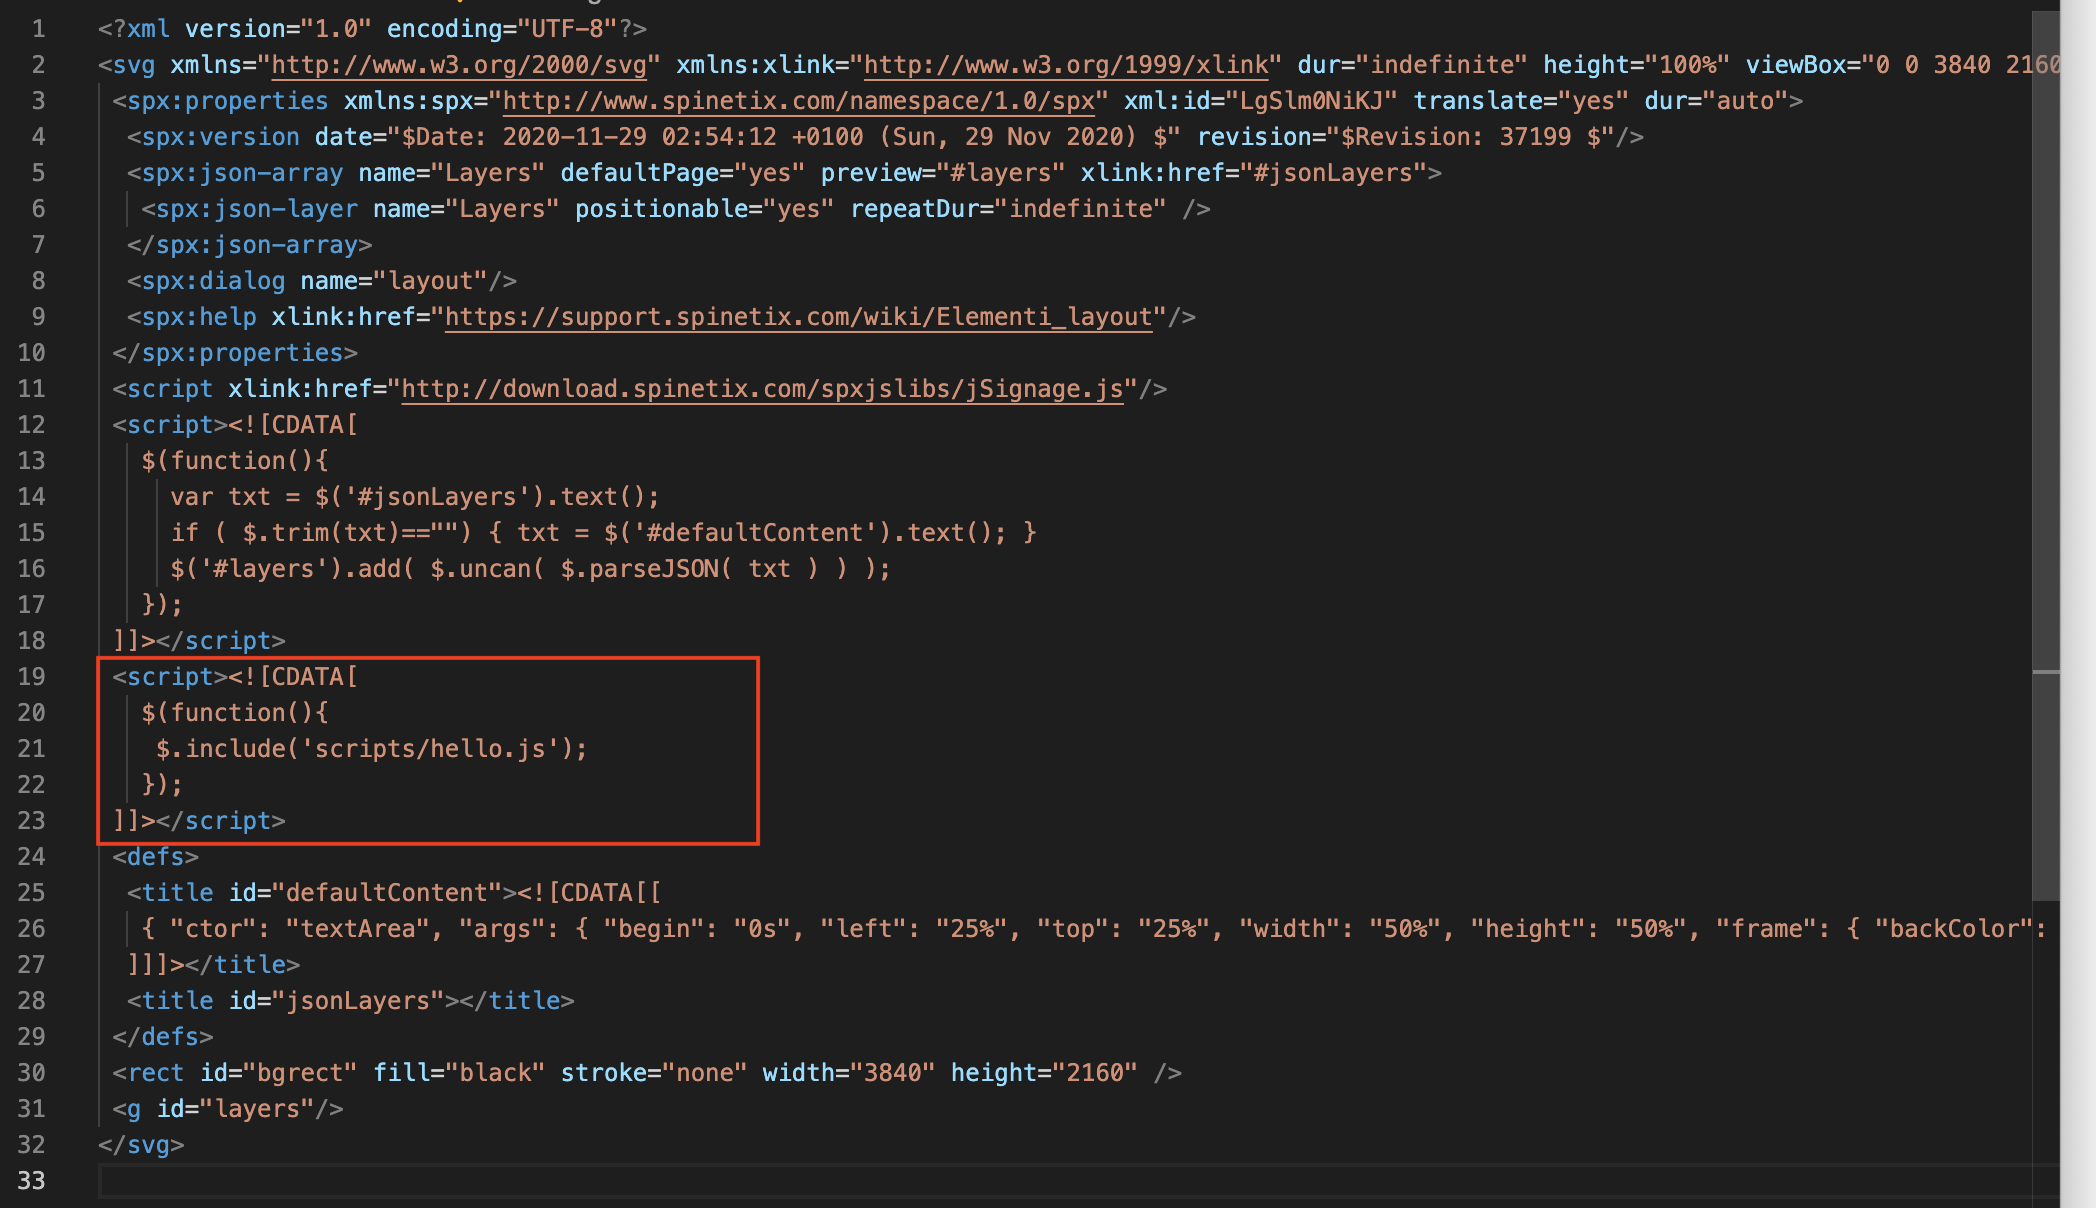 1 <?xml version="1.0" encoding="UTF-8"?>
2 <svg xmlns="http://www.w3.org/2000/svg" xmlns:xlink="http://www.w3.org/1999/xlink" dur="indefinite" height="100%" viewBox="0 0 3840 2160
3 <spx:properties xmlns:spx="http://www.spinetix.com/namespace/1.0/spx" xml:id="LgSlm0NiKJ" translate="yes" dur="auto">
4 <spx:version date="$Date: 2020-11-29 02:54:12 +0100 (Sun, 29 Nov 2020) $" revision="$Revision: 37199 $"/>
5 <spx:json-array name="Layers" defaultPage="yes" preview="#layers" xlink:href="#jsonLayers">
6 <spx:json-layer name="Layers" positionable="yes" repeatDur="indefinite" />
7 </spx:json-array>
8 <spx:dialog name="layout"/>
9 <spx:help xlink:href="https://support.spinetix.com/wiki/Elementi_layout"/>
10 </spx:properties>
11 <script xlink:href="http://download.spinetix.com/spxjslibs/jSignage.js"/>
12 <script><![CDATA[
13 $(function(){
14 var txt = $('#jsonLayers').text();
15 if ( $.trim(txt)=="") { txt = $('#defaultContent').text(); }
16 $('#layers').add( $.uncan( $.parseJSON( txt ) ) );
17 });
18 ]]></script>
19 <script><![CDATA[
20 $(function(){
21 $.include('scripts/hello.js');
22 });
23 ]]></script>
24 <defs>
25 <title id="defaultContent"><![CDATA[[
26 { "ctor": "textArea", "args": { "begin": "0s", "left": "25%", "top": "25%", "width": "50%", "height": "50%", "frame": { "backColor":
27 ]]]></title>
28 <title id="jsonLayers"></title>
29 </defs>
30 <rect id="bgrect" fill="black" stroke="none" width="3840" height="2160" />
31 <g id="layers"/>
32 </svg>
33